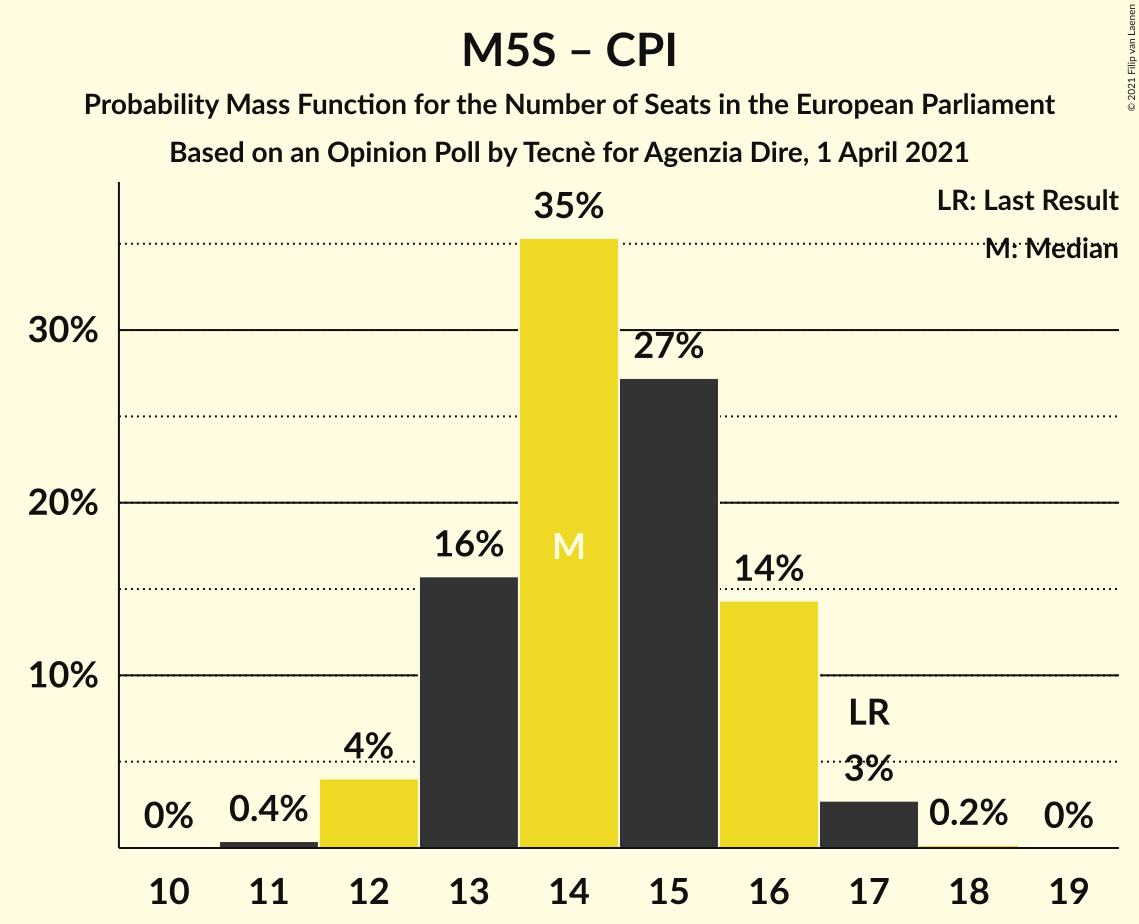 M5S – CPI
Probability Mass Function for the Number of Seats in the European Parliament
Based on an Opinion Poll by Tecnè for Agenzia Dire, 1 April 2021
© 2021 Filip van Laenen
LR: Last Result
M: Median
35%
30%
27%
20%
16%
M
14%
10%
LR
4%
3%
0%
0.4%
0.2%
0%
10 11 12 13 14 15 16 17 18 19